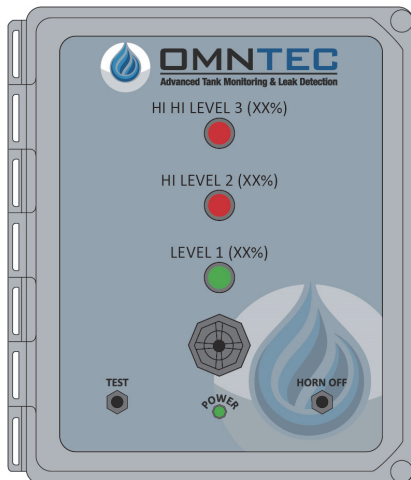 OMNTEC
Advanced Tank Monitoring & Leak Detection
HI HI LEVEL 3 (XX%)
HI LEVEL 2 (XX%)
LEVEL 1 (XX%)
TEST
POWER
HORN OFF